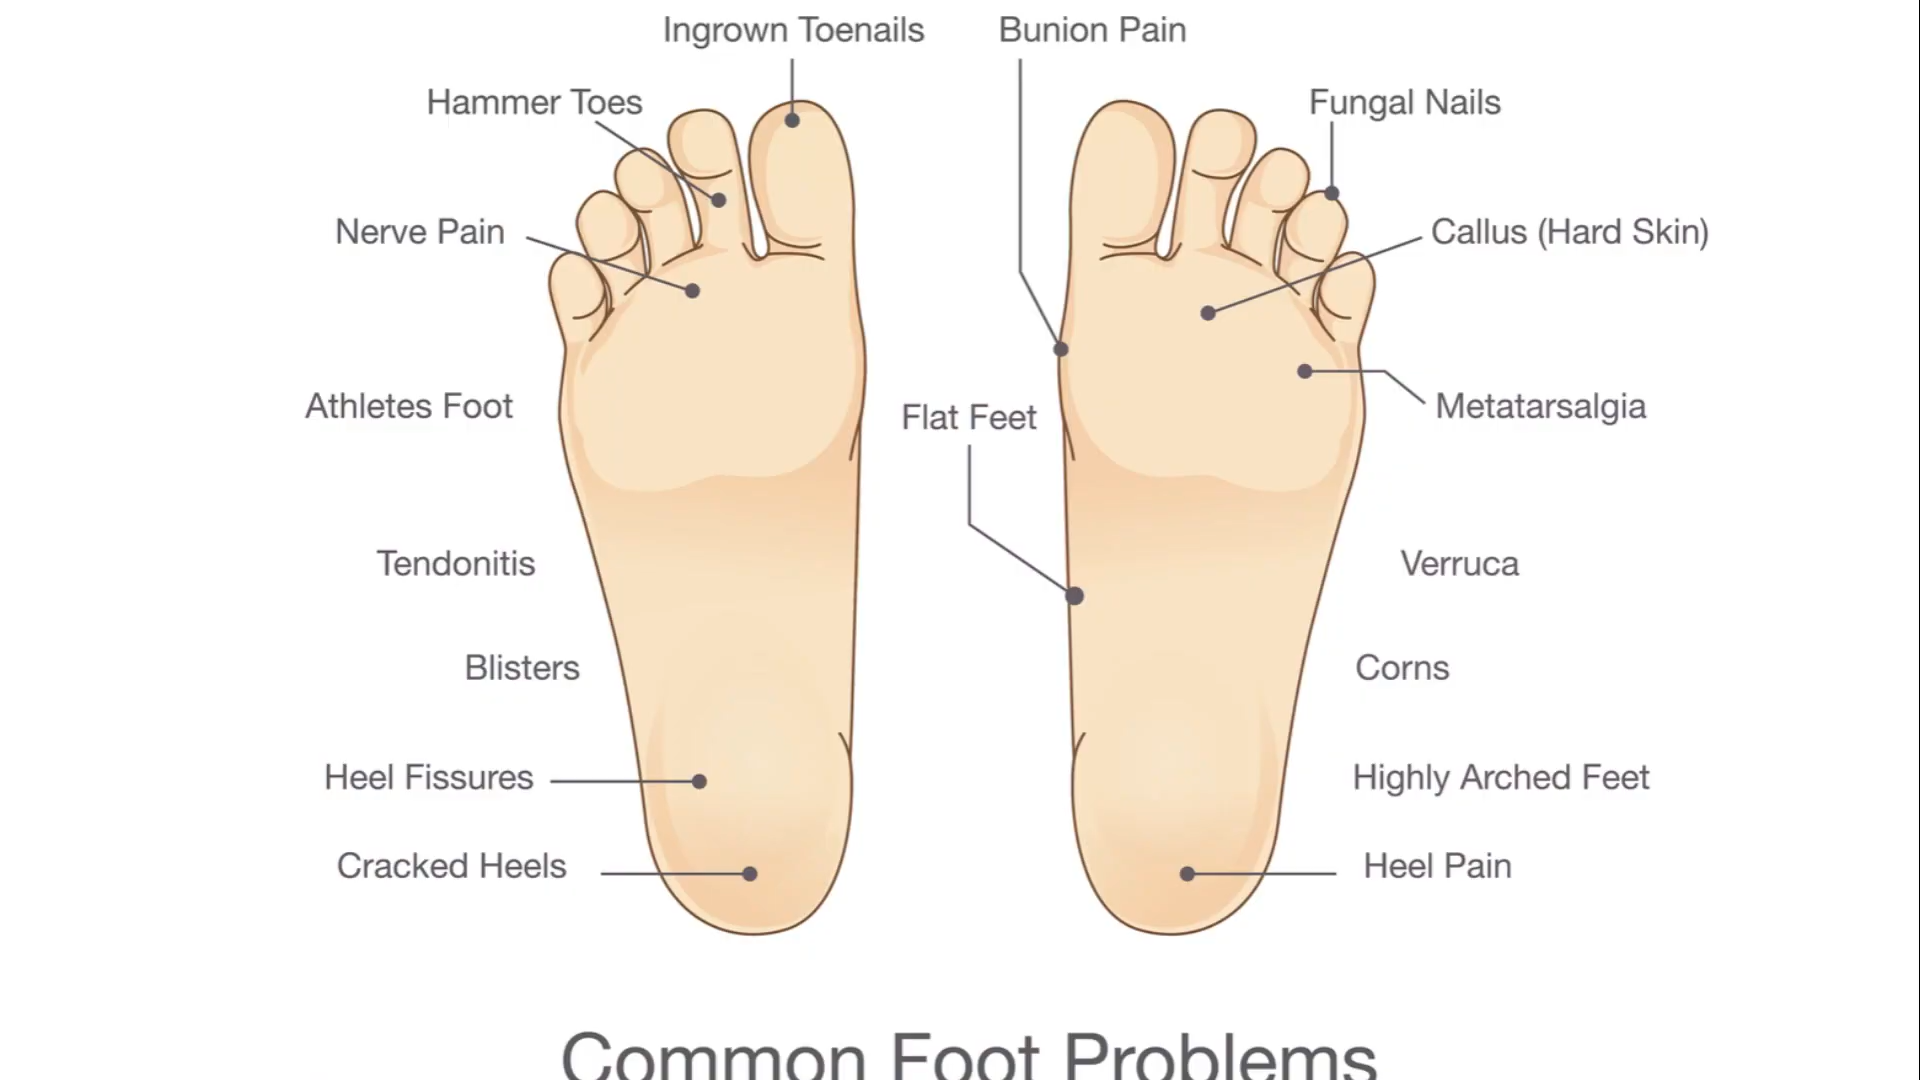 Ingrown Toenails
Bunion Pain
Hammer Toes
Fungal Nails
Nerve Pain
Callus (Hard Skin)
Athletes Foot
Flat Feet
Metatarsalgia
Tendonitis
Verruca
Blisters
Corns
Heel Fissures
Highly Arched Feet
Cracked Heels
Heel Pain
Common Foot Problems